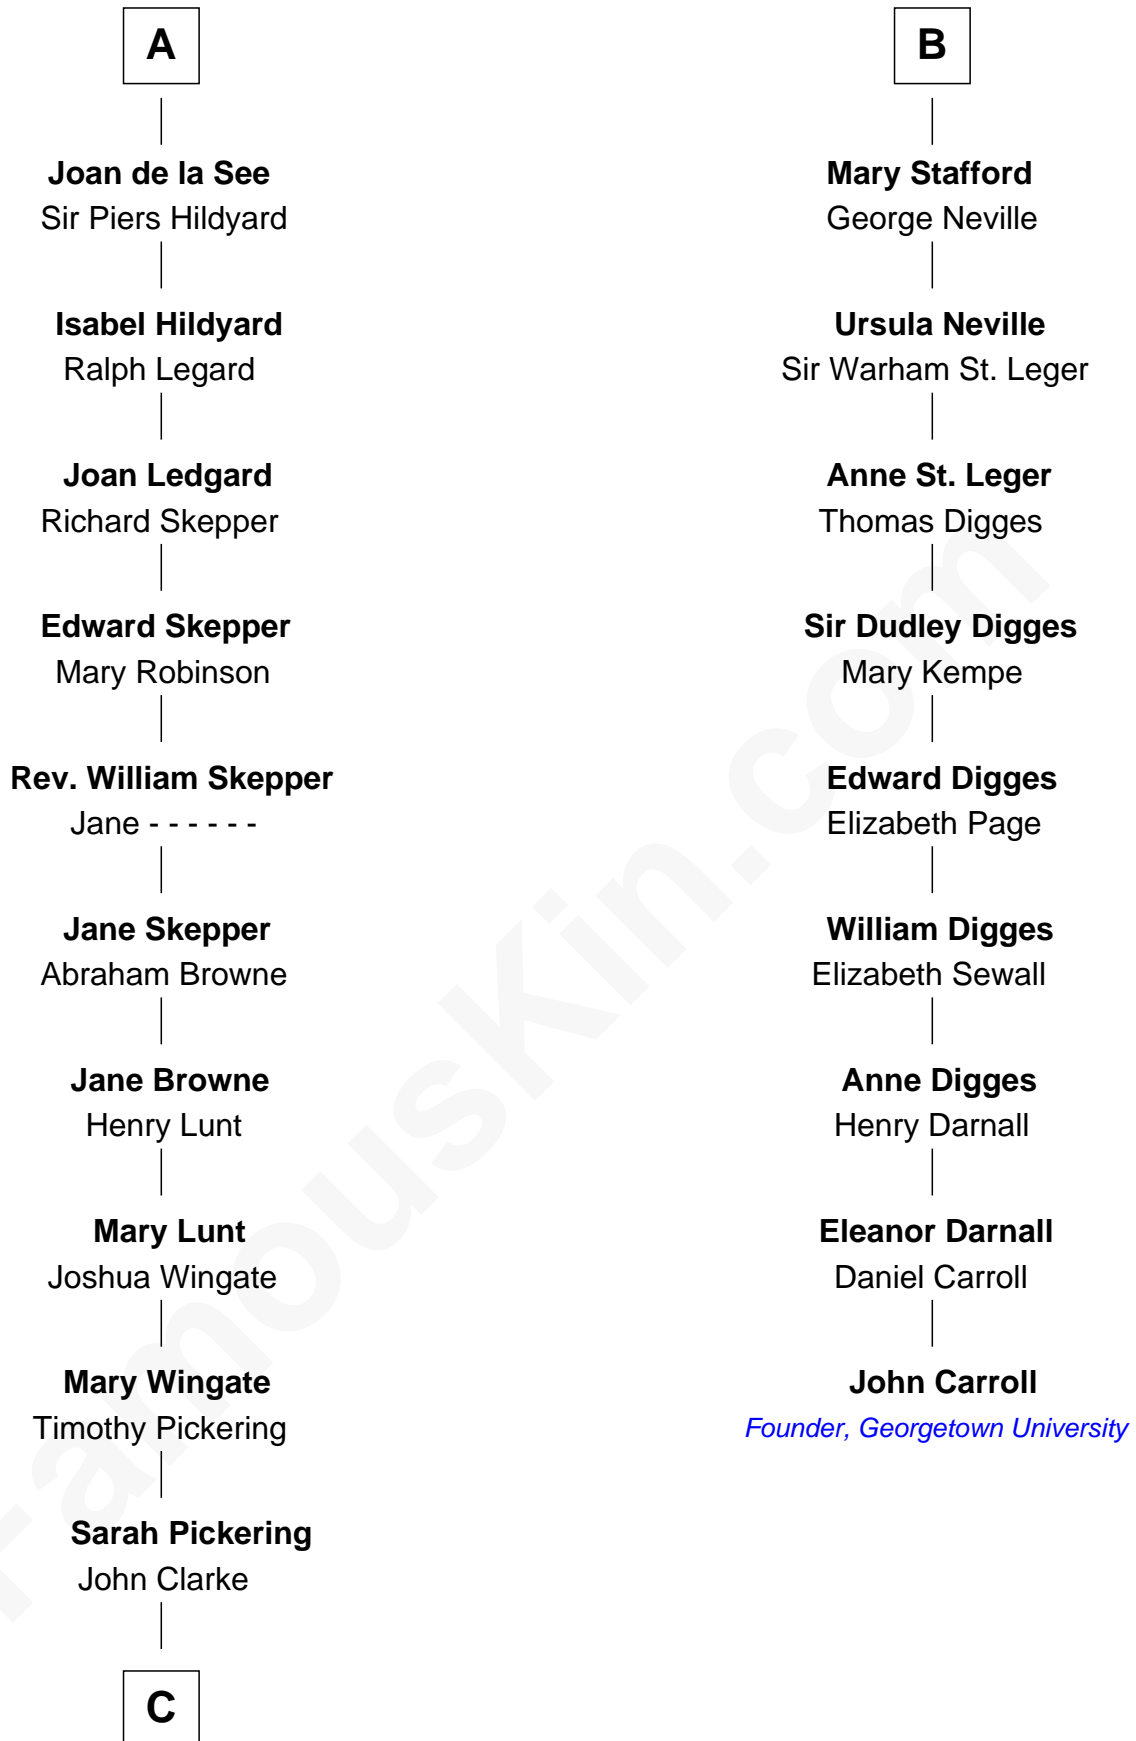 A
Joan de la See
Sir Piers Hildyard
Isabel Hildyard
Ralph Legard
Joan Ledgard
Richard Skepper
Edward Skepper
Mary Robinson
Rev. William Skepper
Jane - - - - - -
Jane Skepper
Abraham Browne
Jane Browne
Henry Lunt
Mary Lunt
Joshua Wingate
Mary Wingate
Timothy Pickering
Sarah Pickering
John Clarke
C
B
Mary Stafford
George Neville
Ursula Neville
Sir Warham St. Leger
Anne St. Leger
Thomas Digges
Sir Dudley Digges
Mary Kempe
Edward Digges
Elizabeth Page
William Digges
Elizabeth Sewall
Anne Digges
Henry Darnall
Eleanor Darnall
Daniel Carroll
John Carroll
Founder, Georgetown University
FamousKin.com